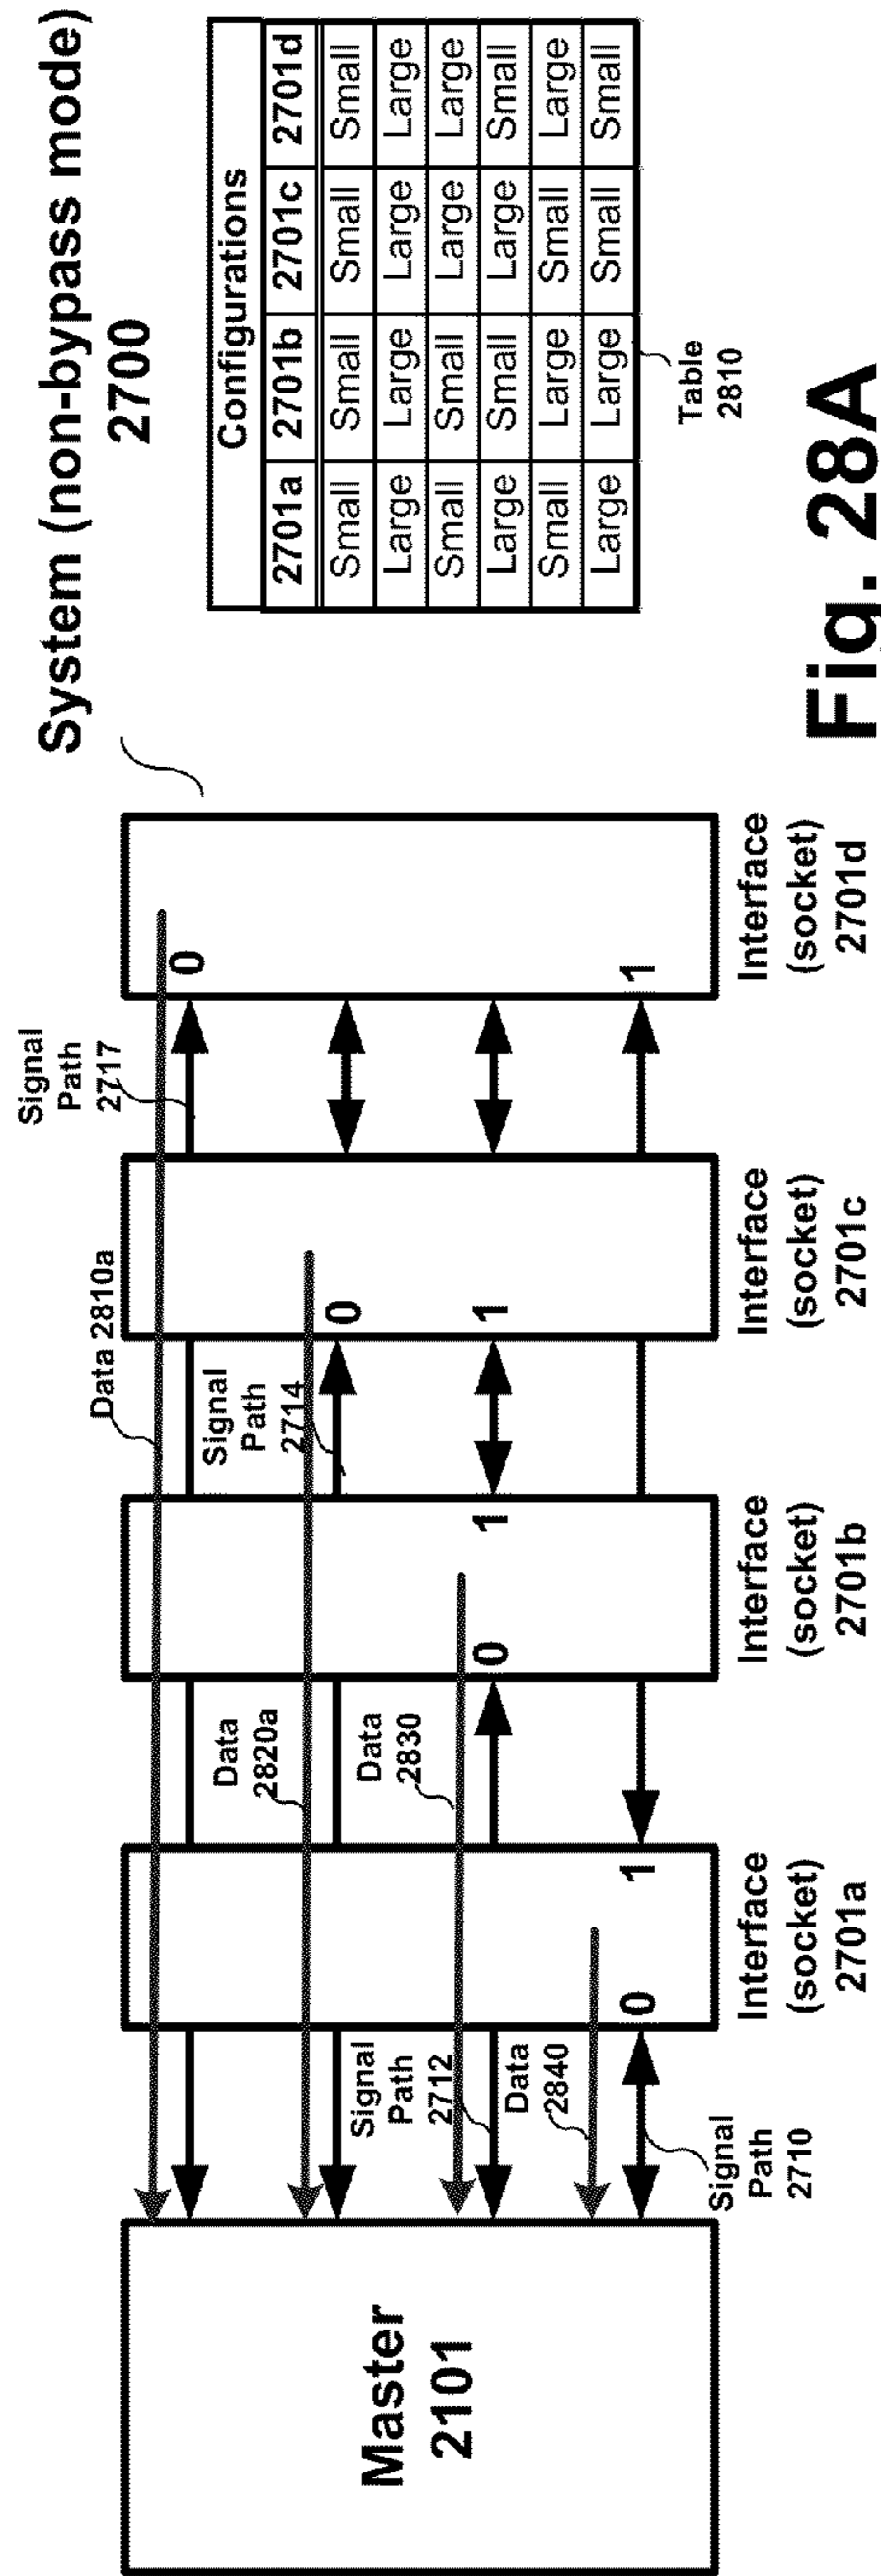 System (non-bypass mode)
2700
Configurations
2701a 2701b 2701c 2701d
Small Small Small Small
Large Large Large Large
Small Small Large Large
Large Small Large Small
Small Large Small Large
Large Large Small Small
Table
2810
Signal
Path
2717
Data 2810a
Signal
Path
2714
Data
2820a
Data
2830
Signal
Path
2712
Data
2840
Signal
Path
2710
Master
2101
0
1
0
1
0
1
0
1
Interface
(socket)
2701a
Interface
(socket)
2701b
Interface
(socket)
2701c
Interface
(socket)
2701d
Fig. 28A